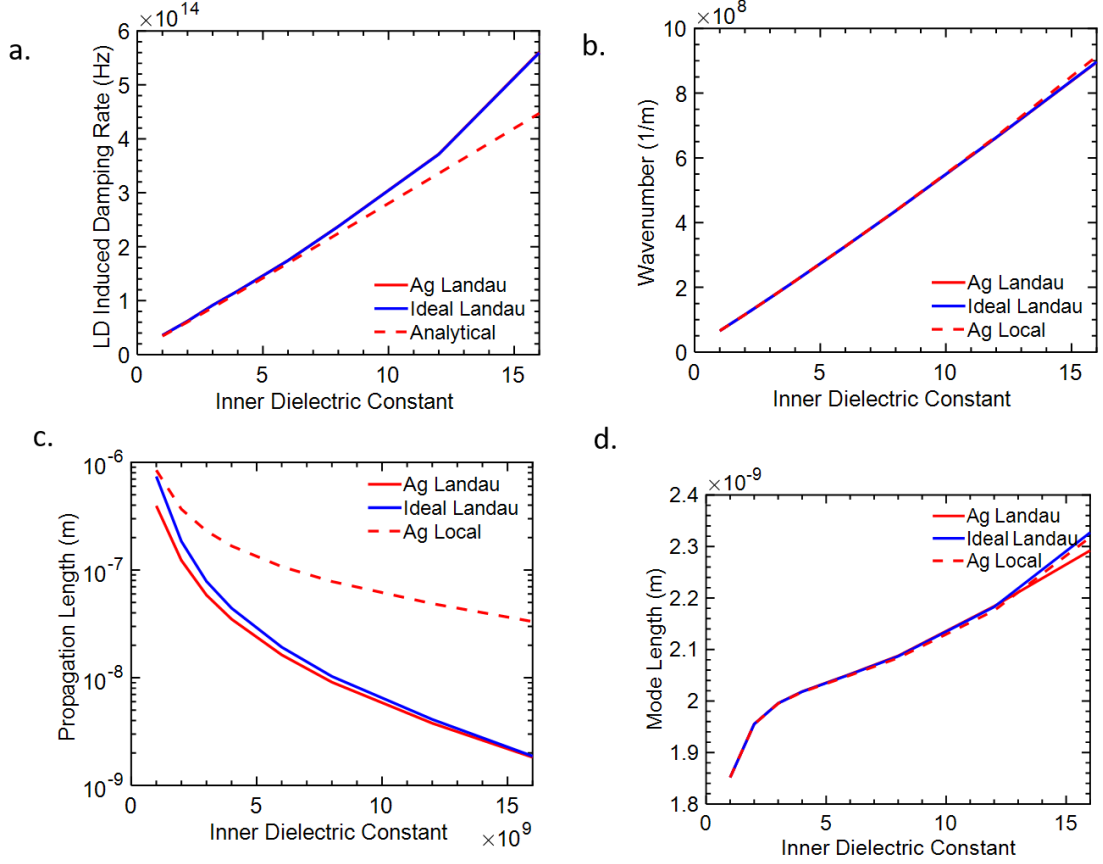 a.
×10^14
6
5
4
3
2
1
0
0 5 10 15
LD Induced Damping Rate (Hz)
Inner Dielectric Constant
Ag Landau
Ideal Landau
Analytical
b.
×10^8
10
8
6
4
2
0
0 5 10 15
Wavenumber (1/m)
Inner Dielectric Constant
Ag Landau
Ideal Landau
Ag Local
c.
10^-6
10^-7
10^-8
10^-9
0 5 10 15
×10^9
Propagation Length (m)
Inner Dielectric Constant
Ag Landau
Ideal Landau
Ag Local
d.
×10^-9
2.4
2.3
2.2
2.1
2
1.9
1.8
0 5 10 15
Mode Length (m)
Inner Dielectric Constant
Ag Landau
Ideal Landau
Ag Local